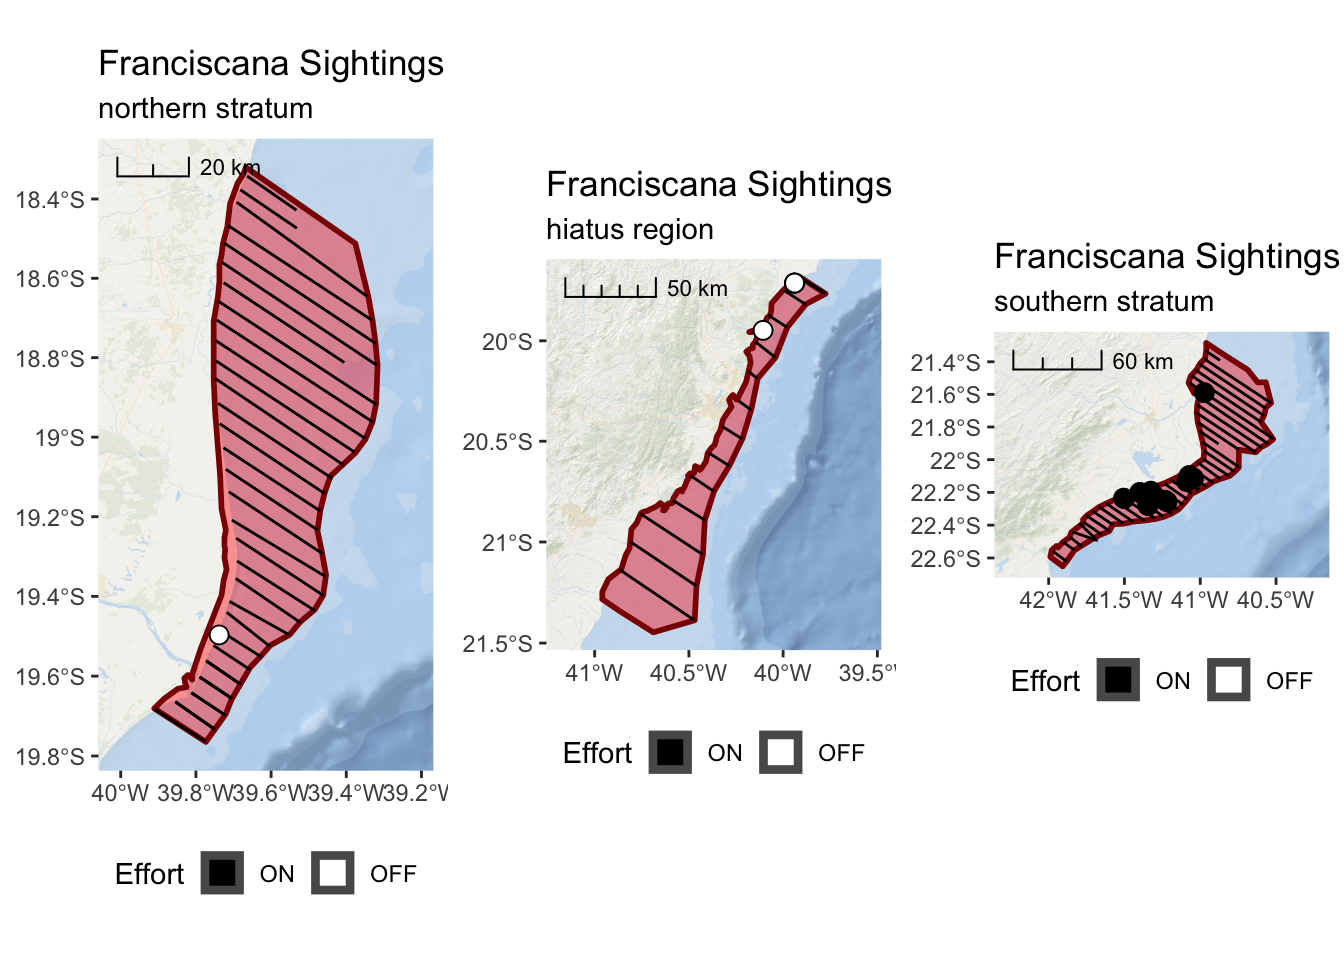 Franciscana Sightings
northern stratum
20 km
18.4°S
18.6°S
18.8°S
19°S
19.2°S
19.4°S
19.6°S
19.8°S
40°W 39.8°W 39.6°W 39.4°W 39.2°W
Effort ON OFF
Franciscana Sightings
hiatus region
50 km
20°S
20.5°S
21°S
21.5°S
41°W 40.5°W 40°W 39.5°
Effort ON OFF
Franciscana Sightings
southern stratum
60 km
21.4°S
21.6°S
21.8°S
22°S
22.2°S
22.4°S
22.6°S
42°W 41.5°W 41°W 40.5°W
Effort ON OFF